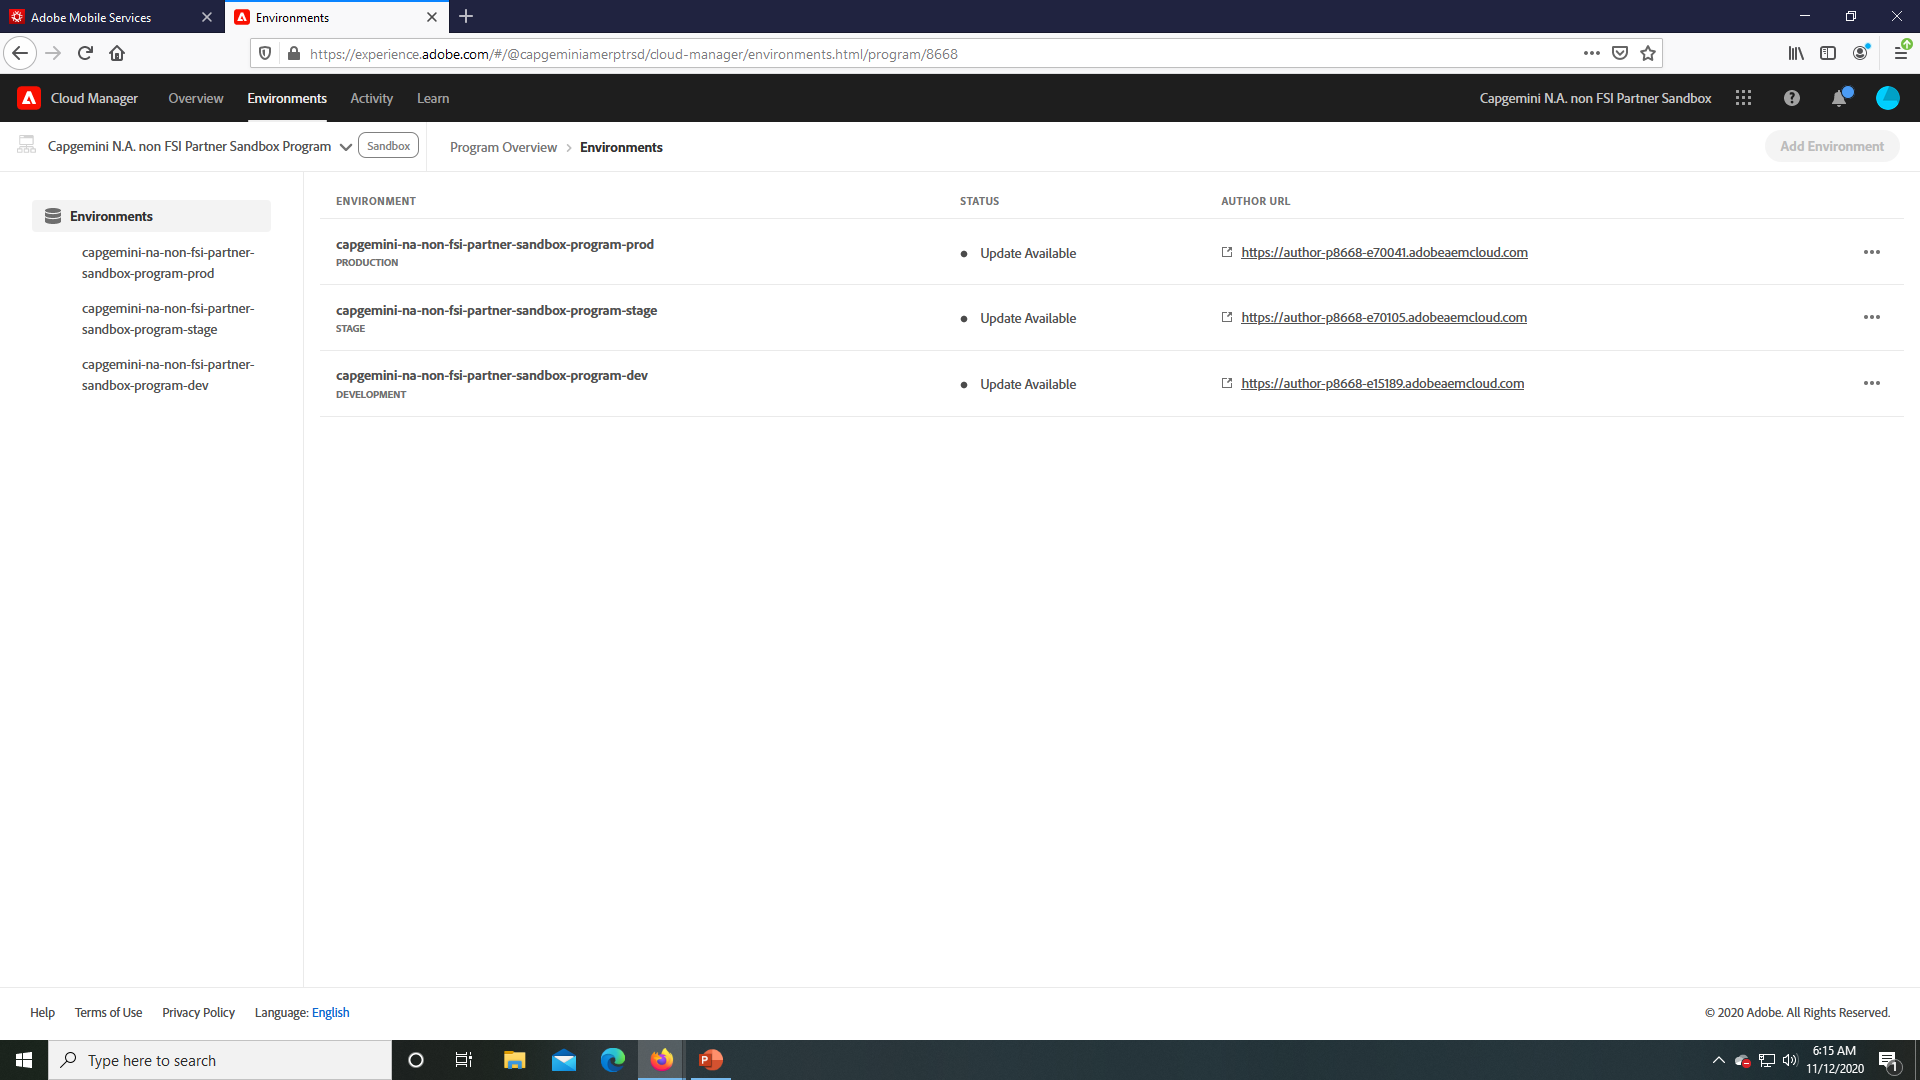 Adobe Mobile Services
Environments
https://experience.adobe.com/#/@capgeminiamerptrsd/cloud-manager/environments.html/program/8668
Cloud Manager Overview Environments Activity Learn Capgemini N.A. non FSI Partner Sandbox
Capgemini N.A. non FSI Partner Sandbox Program Sandbox Program Overview > Environments Add Environment
Environments
capgemini-na-non-fsi-partner-
sandbox-program-prod
capgemini-na-non-fsi-partner-
sandbox-program-stage
capgemini-na-non-fsi-partner-
sandbox-program-dev
ENVIRONMENT STATUS AUTHOR URL
capgemini-na-non-fsi-partner-sandbox-program-prod
PRODUCTION
Update Available
https://author-p8668-e70041.adobeaemcloud.com
capgemini-na-non-fsi-partner-sandbox-program-stage
STAGE
Update Available
https://author-p8668-e70105.adobeaemcloud.com
capgemini-na-non-fsi-partner-sandbox-program-dev
DEVELOPMENT
Update Available
https://author-p8668-e15189.adobeaemcloud.com
Help Terms of Use Privacy Policy Language: English © 2020 Adobe. All Rights Reserved.
Type here to search
6:15 AM
11/12/2020
1